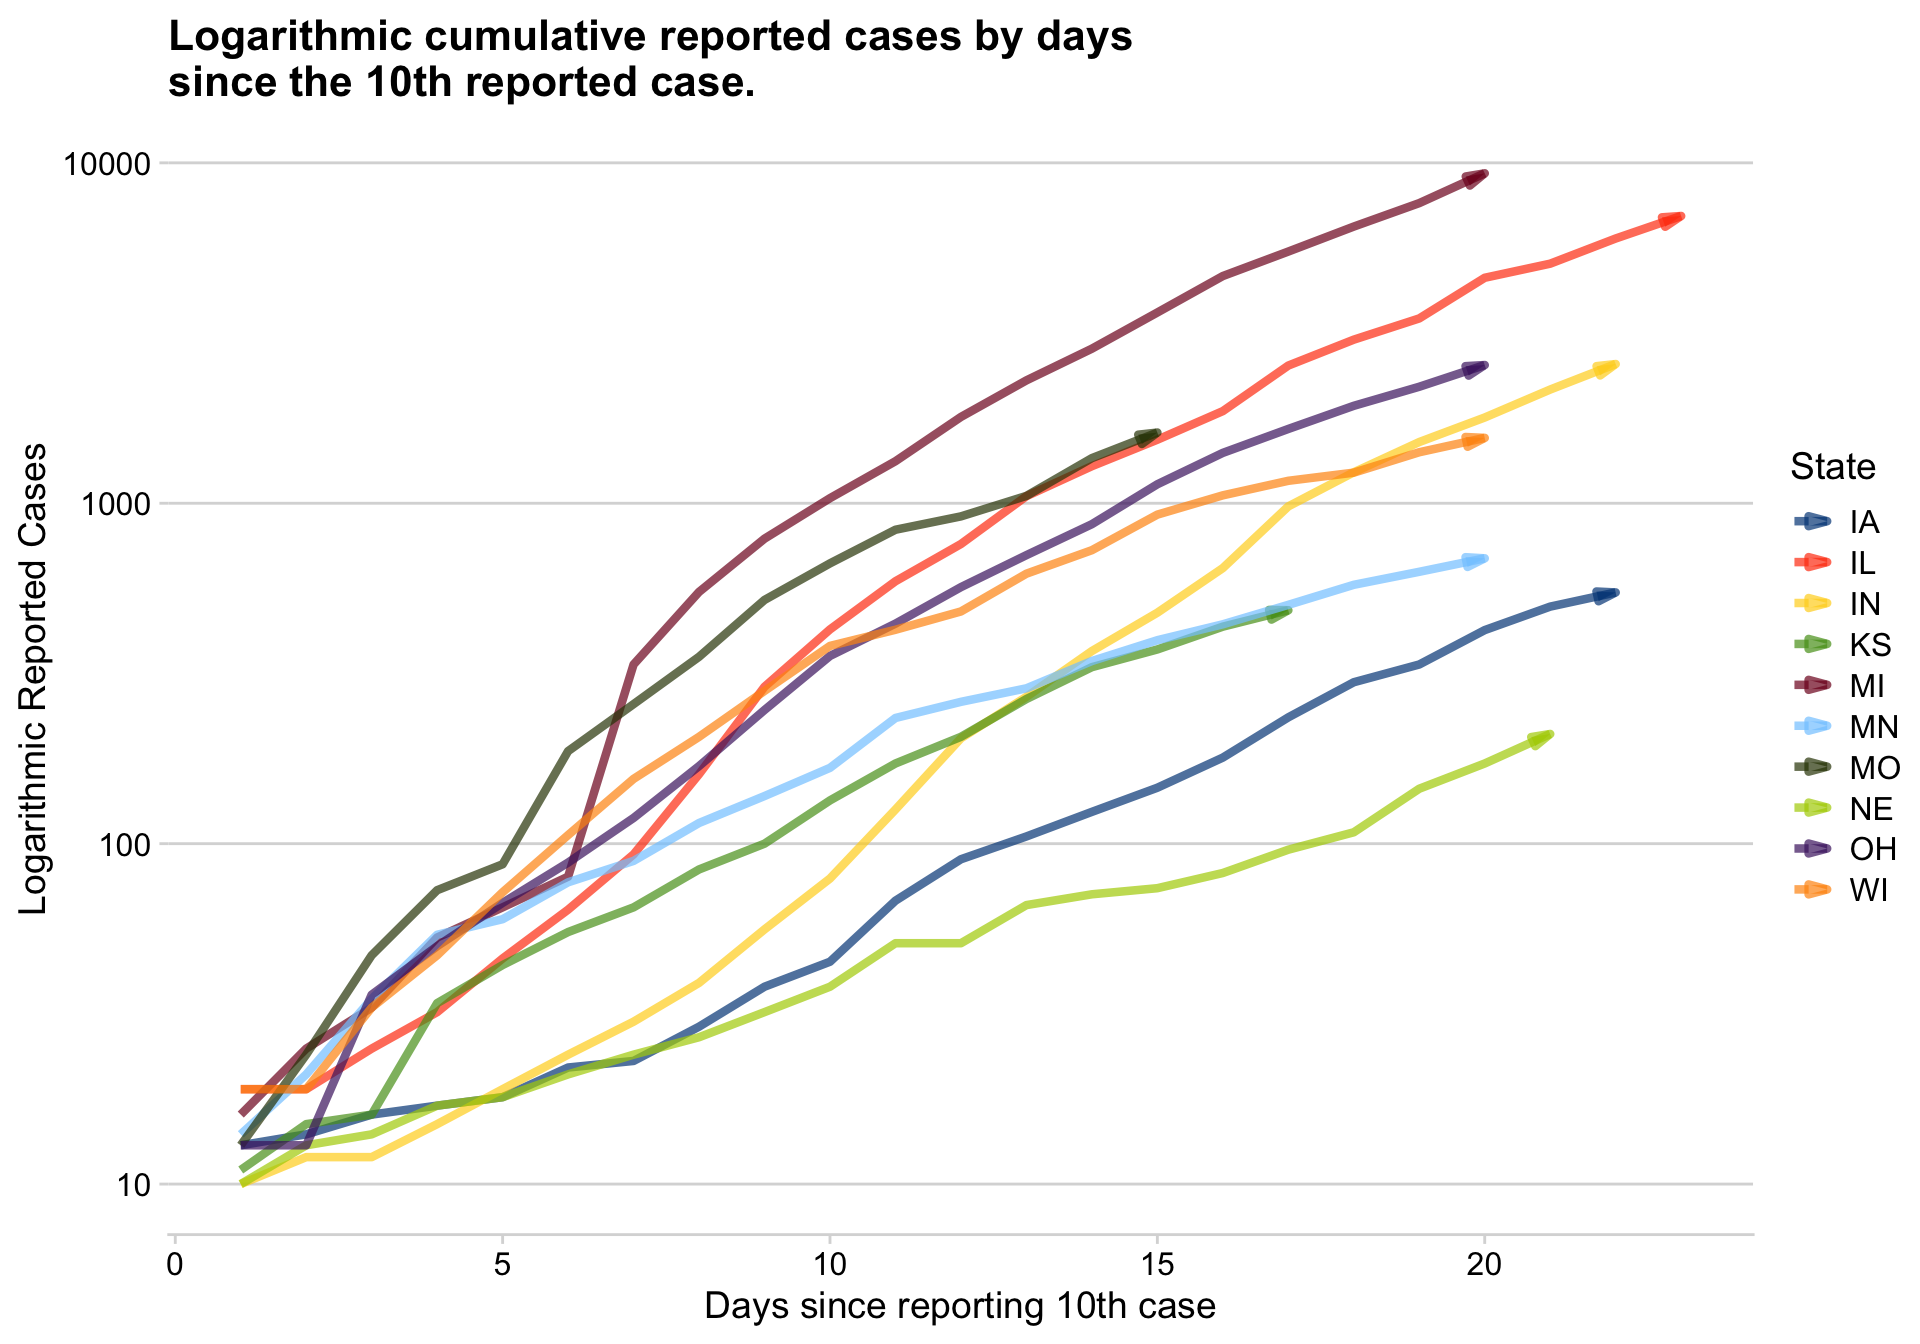 Logarithmic cumulative reported cases by days
since the 10th reported case.
10000
1000
100
10
Logarithmic Reported Cases
0 5 10 15 20
Days since reporting 10th case
State
IA
IL
IN
KS
MI
MN
MO
NE
OH
WI